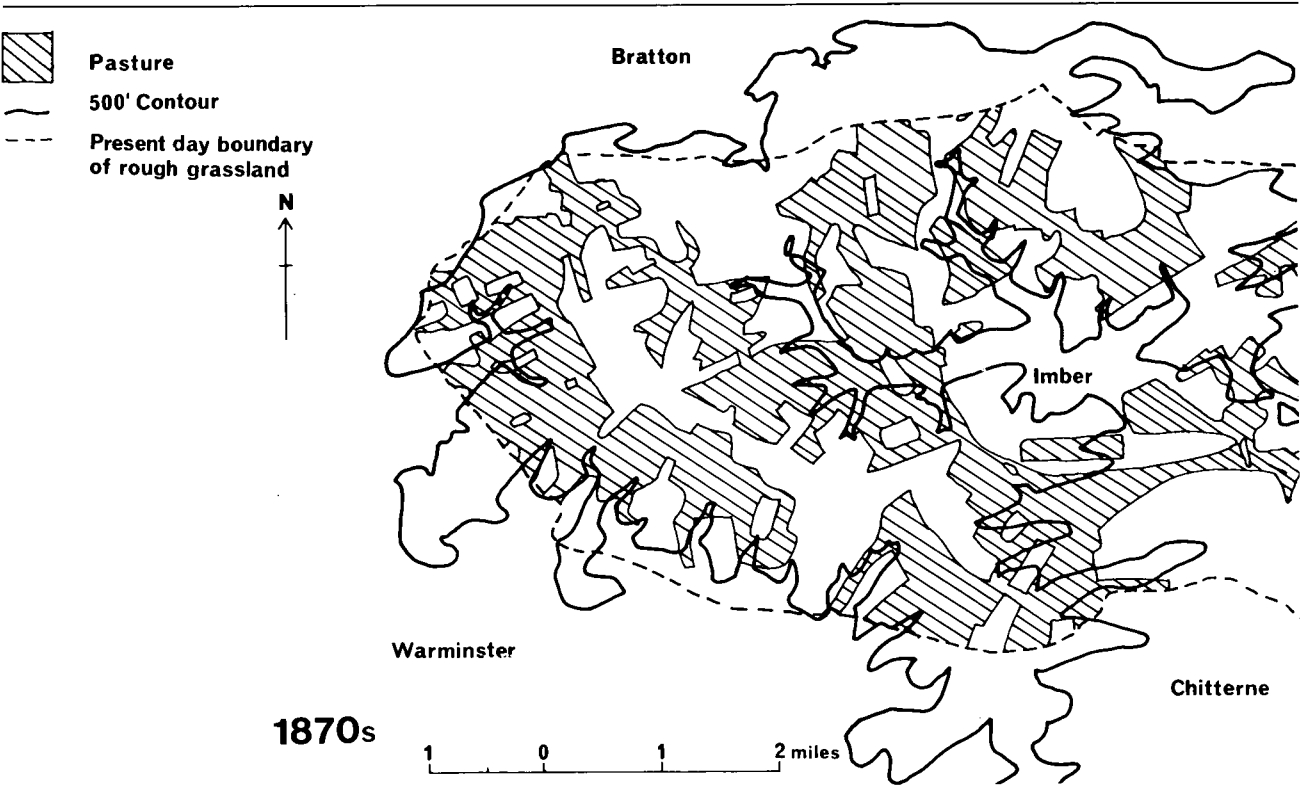 Pasture
500' Contour
Present day boundary
of rough grassland
N
Bratton
Imber
Warminster
Chitterne
1870s
1 0 1 2 miles